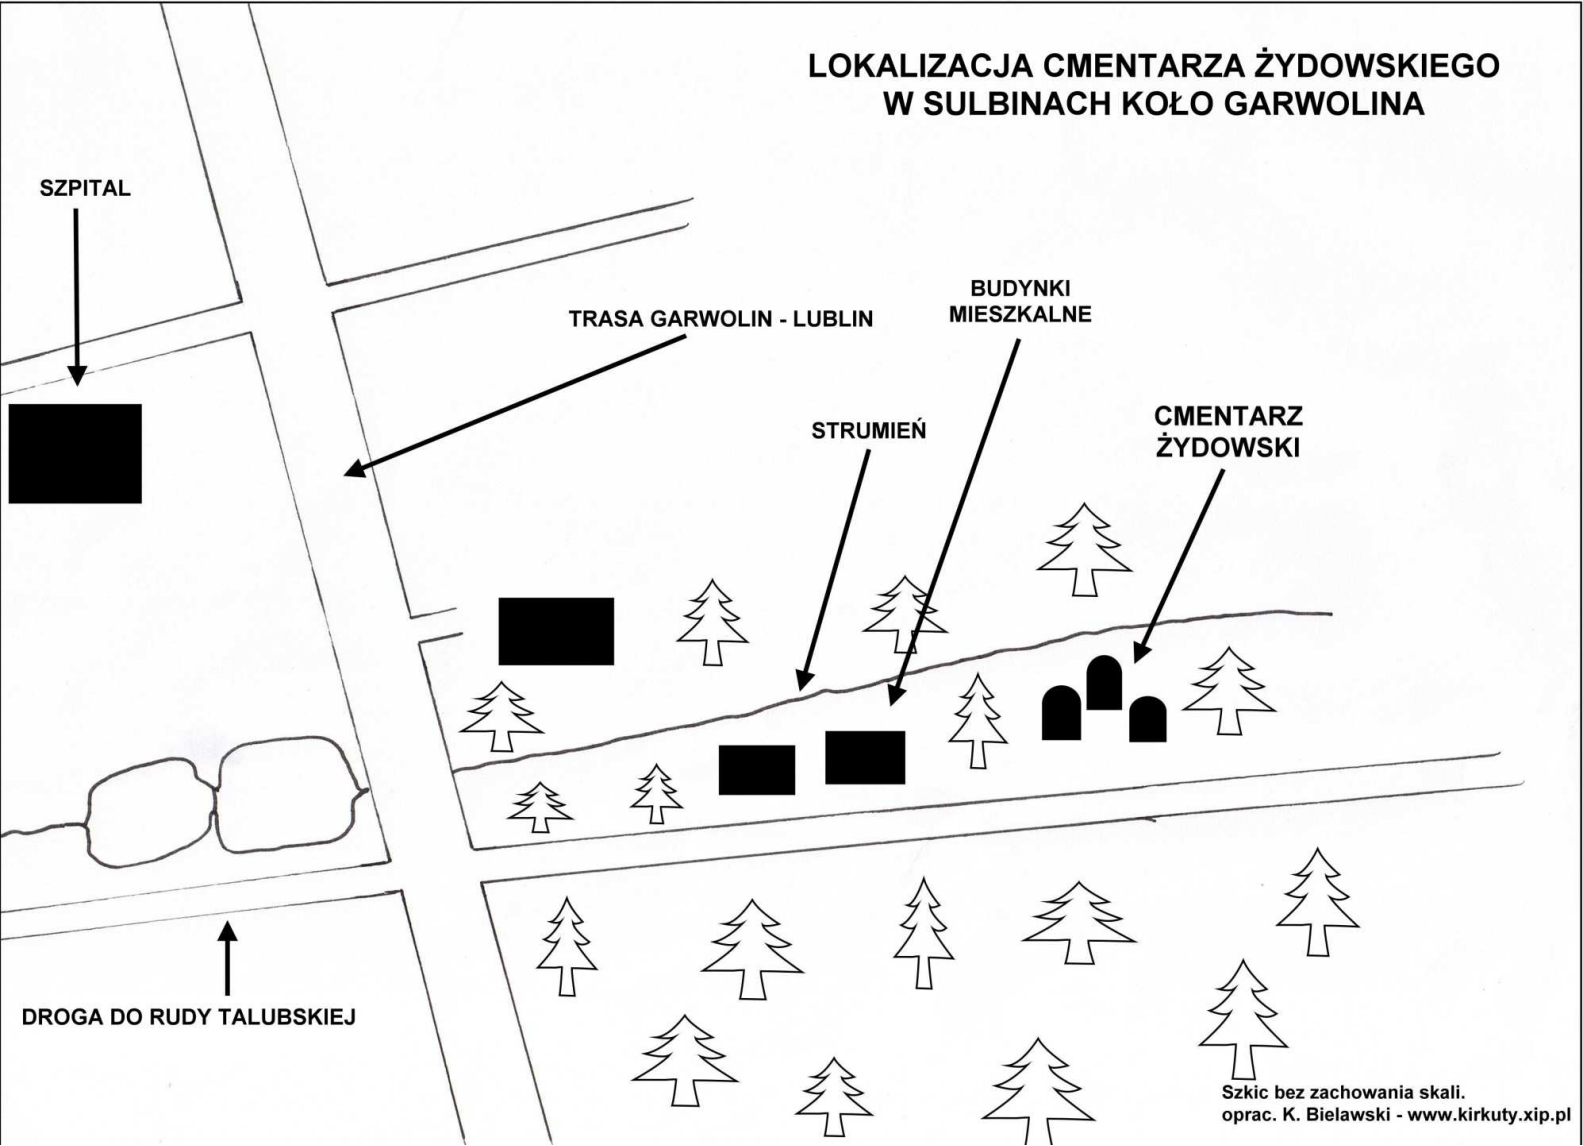 LOKALIZACJA CMENTARZA ŻYDOWSKIEGO
W SULBINACH KOŁO GARWOLINA
SZPITAL
TRASA GARWOLIN - LUBLIN
BUDYNKI
MIESZKALNE
STRUMIEŃ
CMENTARZ
ŻYDOWSKI
DROGA DO RUDY TALUBSKIEJ
Szkic bez zachowania skali.
oprac. K. Bielawski - www.kirkuty.xip.pl